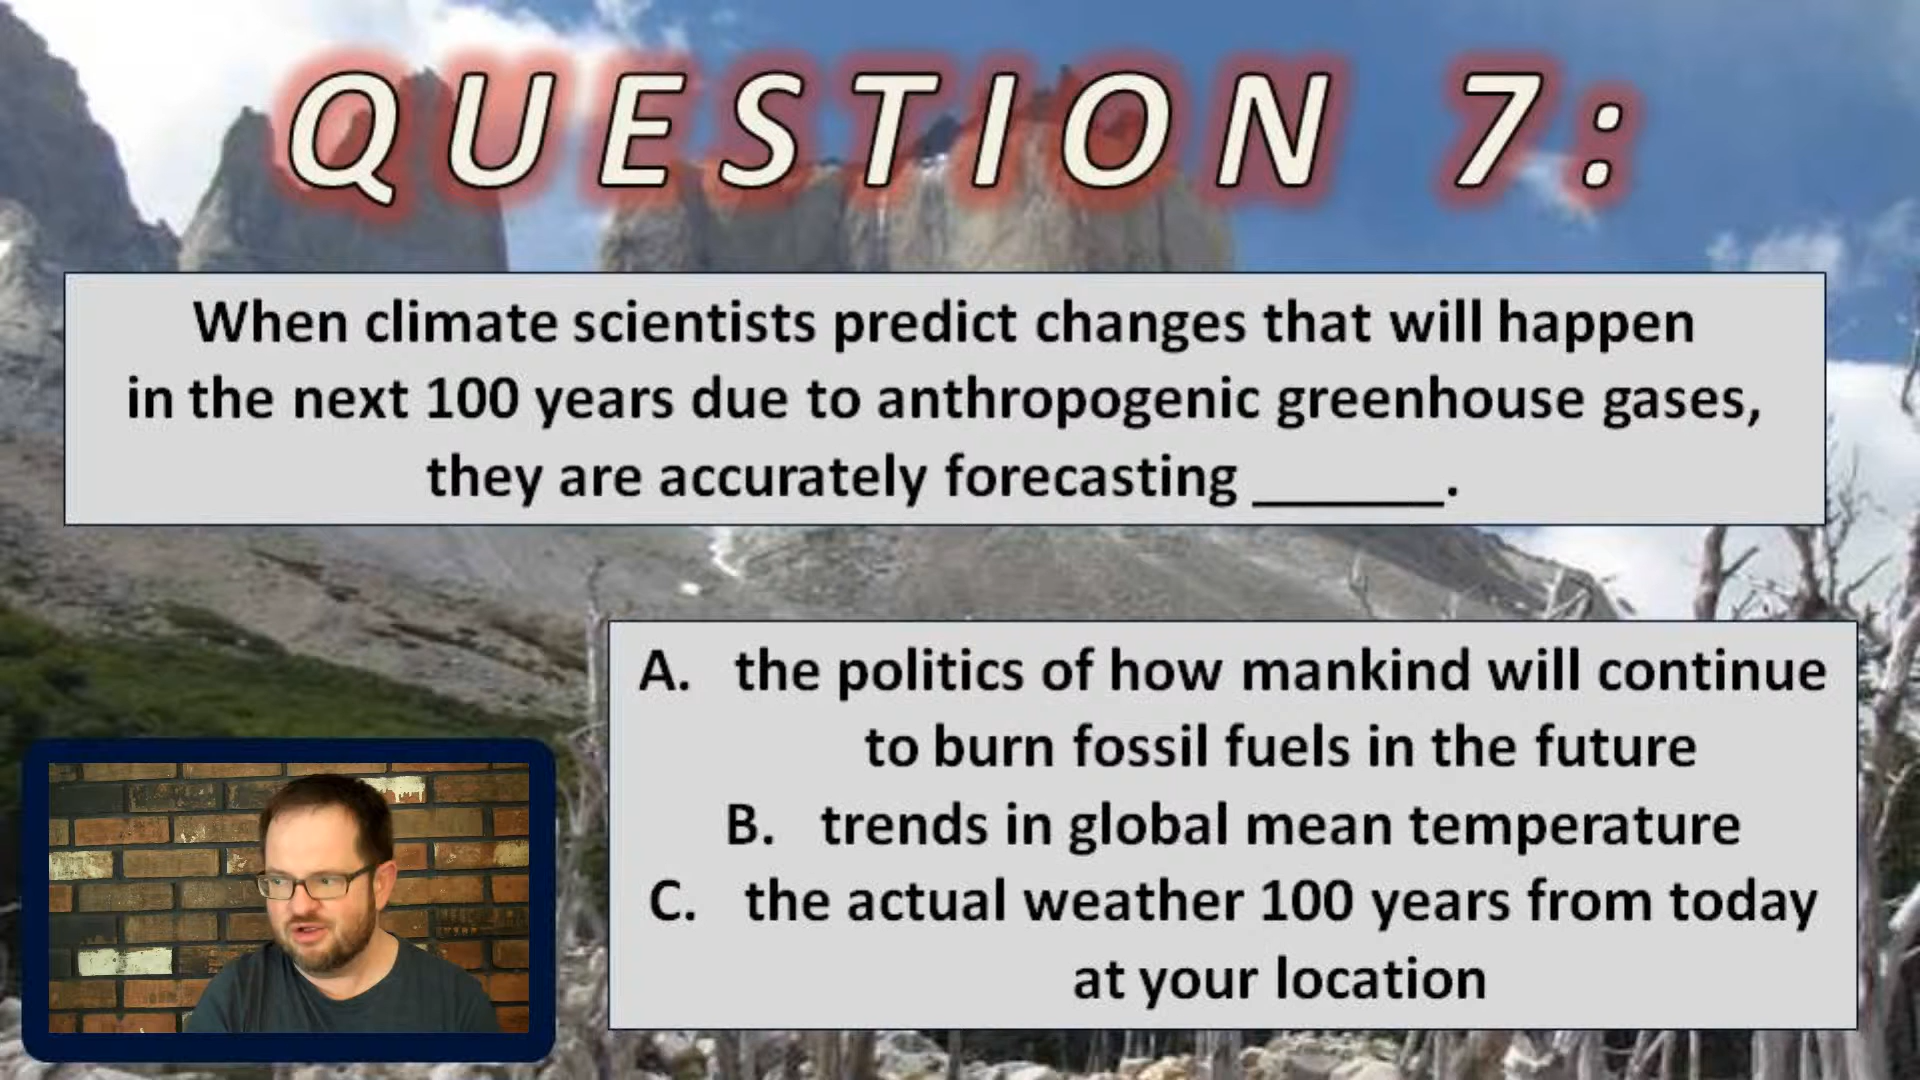 QUESTION 7:
When climate scientists predict changes that will happen
in the next 100 years due to anthropogenic greenhouse gases,
they are accurately forecasting _______.
A. the politics of how mankind will continue
to burn fossil fuels in the future
B. trends in global mean temperature
C. the actual weather 100 years from today
at your location